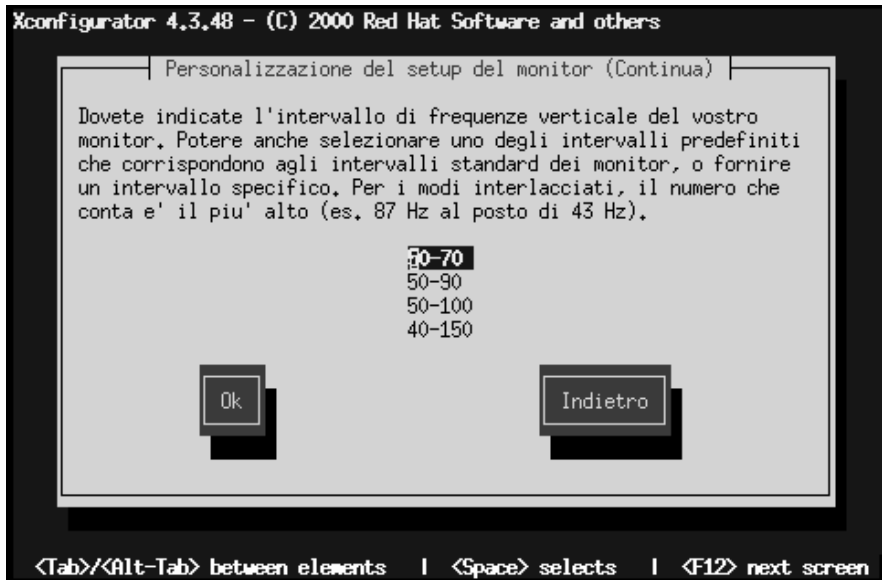 Xconfigurator 4.3.48 - (C) 2000 Red Hat Software and others
Personalizzazione del setup del monitor (Continua)
Dovete indicate l'intervallo di frequenze verticale del vostro
monitor. Potere anche selezionare uno degli intervalli predefiniti
che corrispondono agli intervalli standard dei monitor, o fornire
un intervallo specifico. Per i modi interlacciati, il numero che
conta e' il piu' alto (es. 87 Hz al posto di 43 Hz).
50-70
50-90
50-100
40-150
Ok
Indietro
<Tab>/<Alt-Tab> between elements | <Space> selects | <F12> next screen